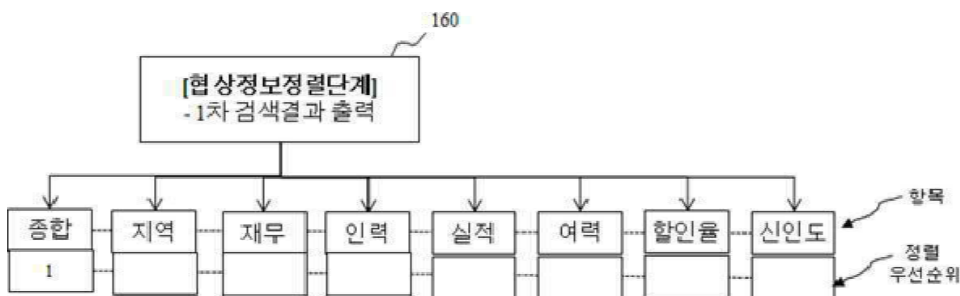 160
[협상정보정렬단계]
- 1차 검색결과 출력
종합 지역 재무 인력 실적 여력 할인율 신인도
항목
1
정렬
우선순위